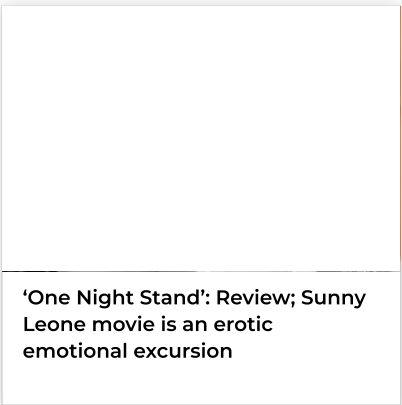 ‘One Night Stand’: Review; Sunny
Leone movie is an erotic
emotional excursion